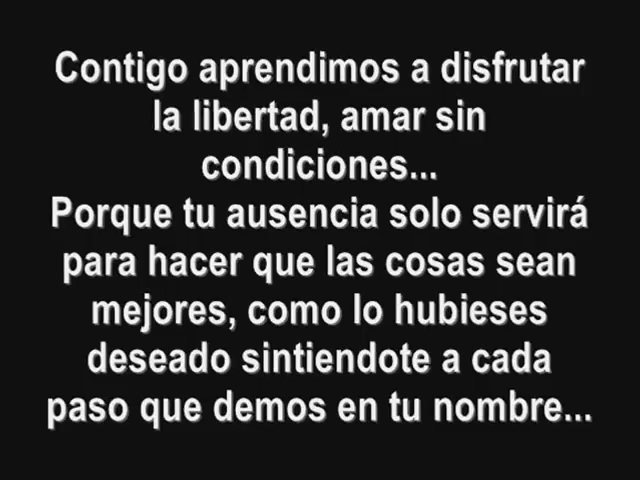 Contigo aprendimos a disfrutar
la libertad, amar sin
condiciones...
Porque tu ausencia solo servirá
para hacer que las cosas sean
mejores, como lo hubieses
deseado sintiendote a cada
paso que demos en tu nombre...